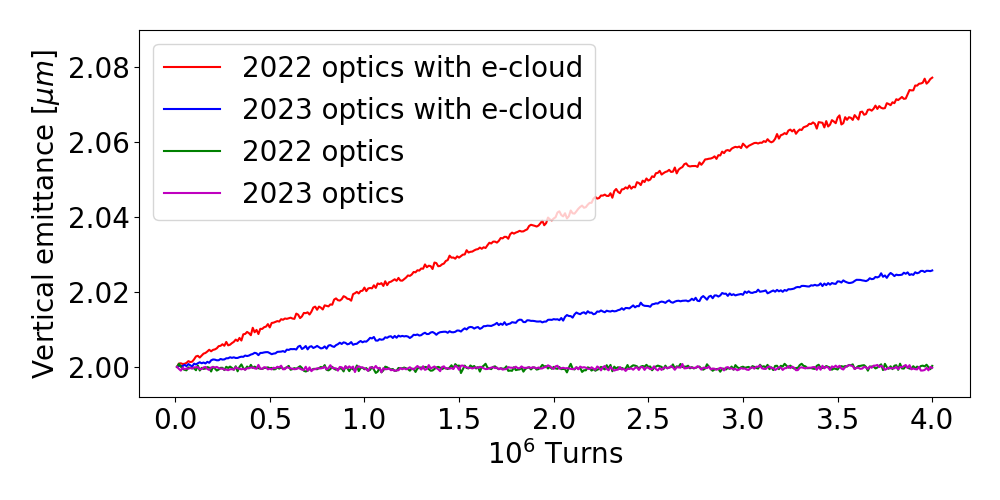 2022 optics with e-cloud
2023 optics with e-cloud
2022 optics
2023 optics
Vertical emittance [μm]
2.08
2.06
2.04
2.02
2.00
0.0 0.5 1.0 1.5 2.0 2.5 3.0 3.5 4.0
10⁶ Turns